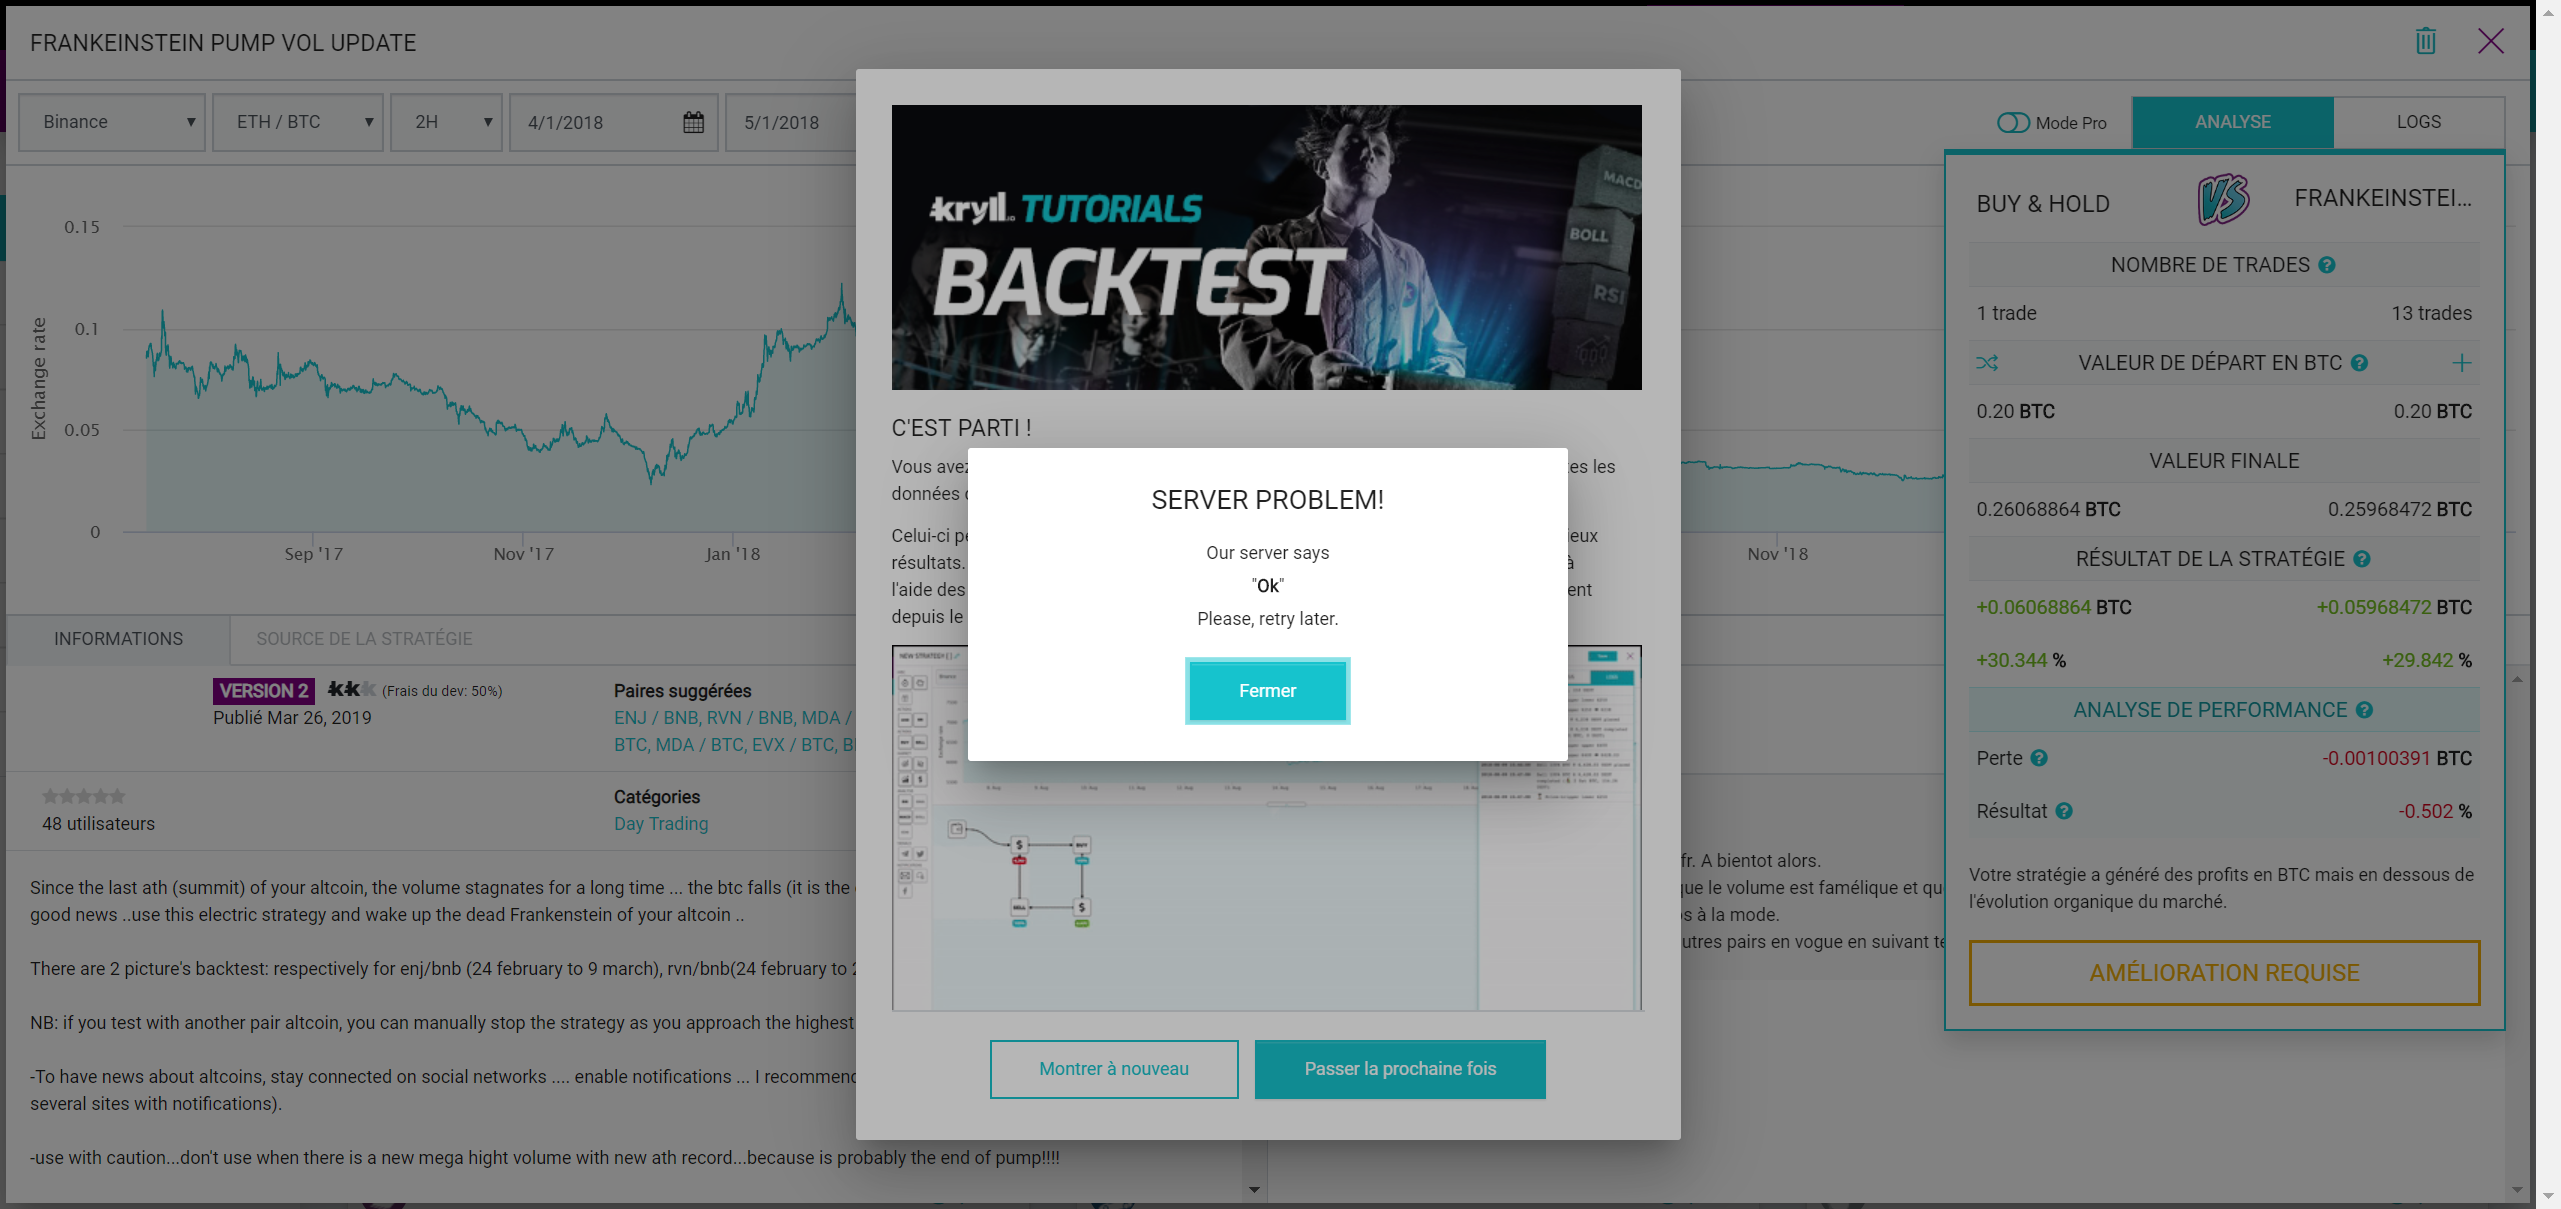 FRANKEINSTEIN PUMP VOL UPDATE
Binance
ETH / BTC
2H
4/1/2018
5/1/2018
Mode Pro
ANALYSE
LOGS
0.15
0.1
0.05
0
Exchange rate
Sep '17
Nov '17
Jan '18
Nov '18
kryll.io TUTORIALS
BACKTEST
MACD
BOLL
RSI
C'EST PARTI !
Vous avez
es les
données
Celui-ci pe
ieux
résultats.
à
l'aide des
ent
depuis le
SERVER PROBLEM!
Our server says
"Ok"
Please, retry later.
Fermer
NEW STRATEGY
BUY
SELL
Montrer à nouveau
Passer la prochaine fois
BUY & HOLD
VS
FRANKEINSTEI...
NOMBRE DE TRADES
1 trade
13 trades
VALEUR DE DÉPART EN BTC
0.20 BTC
0.20 BTC
VALEUR FINALE
0.26068864 BTC
0.25968472 BTC
RÉSULTAT DE LA STRATÉGIE
+0.06068864 BTC
+0.05968472 BTC
+30.344 %
+29.842 %
ANALYSE DE PERFORMANCE
Perte
-0.00100391 BTC
Résultat
-0.502 %
Votre stratégie a généré des profits en BTC mais en dessous de
l'évolution organique du marché.
AMÉLIORATION REQUISE
INFORMATIONS
SOURCE DE LA STRATÉGIE
VERSION 2
kkk (Frais du dev: 50%)
Publié Mar 26, 2019
Paires suggérées
ENJ / BNB, RVN / BNB, MDA /
BTC, MDA / BTC, EVX / BTC, B
48 utilisateurs
Catégories
Day Trading
Since the last ath (summit) of your altcoin, the volume stagnates for a long time ... the btc falls (it is the
good news ..use this electric strategy and wake up the dead Frankenstein of your altcoin ..
There are 2 picture's backtest: respectively for enj/bnb (24 february to 9 march), rvn/bnb(24 february to 2
NB: if you test with another pair altcoin, you can manually stop the strategy as you approach the highest
-To have news about altcoins, stay connected on social networks .... enable notifications ... I recommend
several sites with notifications).
-use with caution...don't use when there is a new mega hight volume with new ath record...because is probably the end of pump!!!!
fr. A bientot alors.
que le volume est famélique et qu
s à la mode.
utres pairs en vogue en suivant te